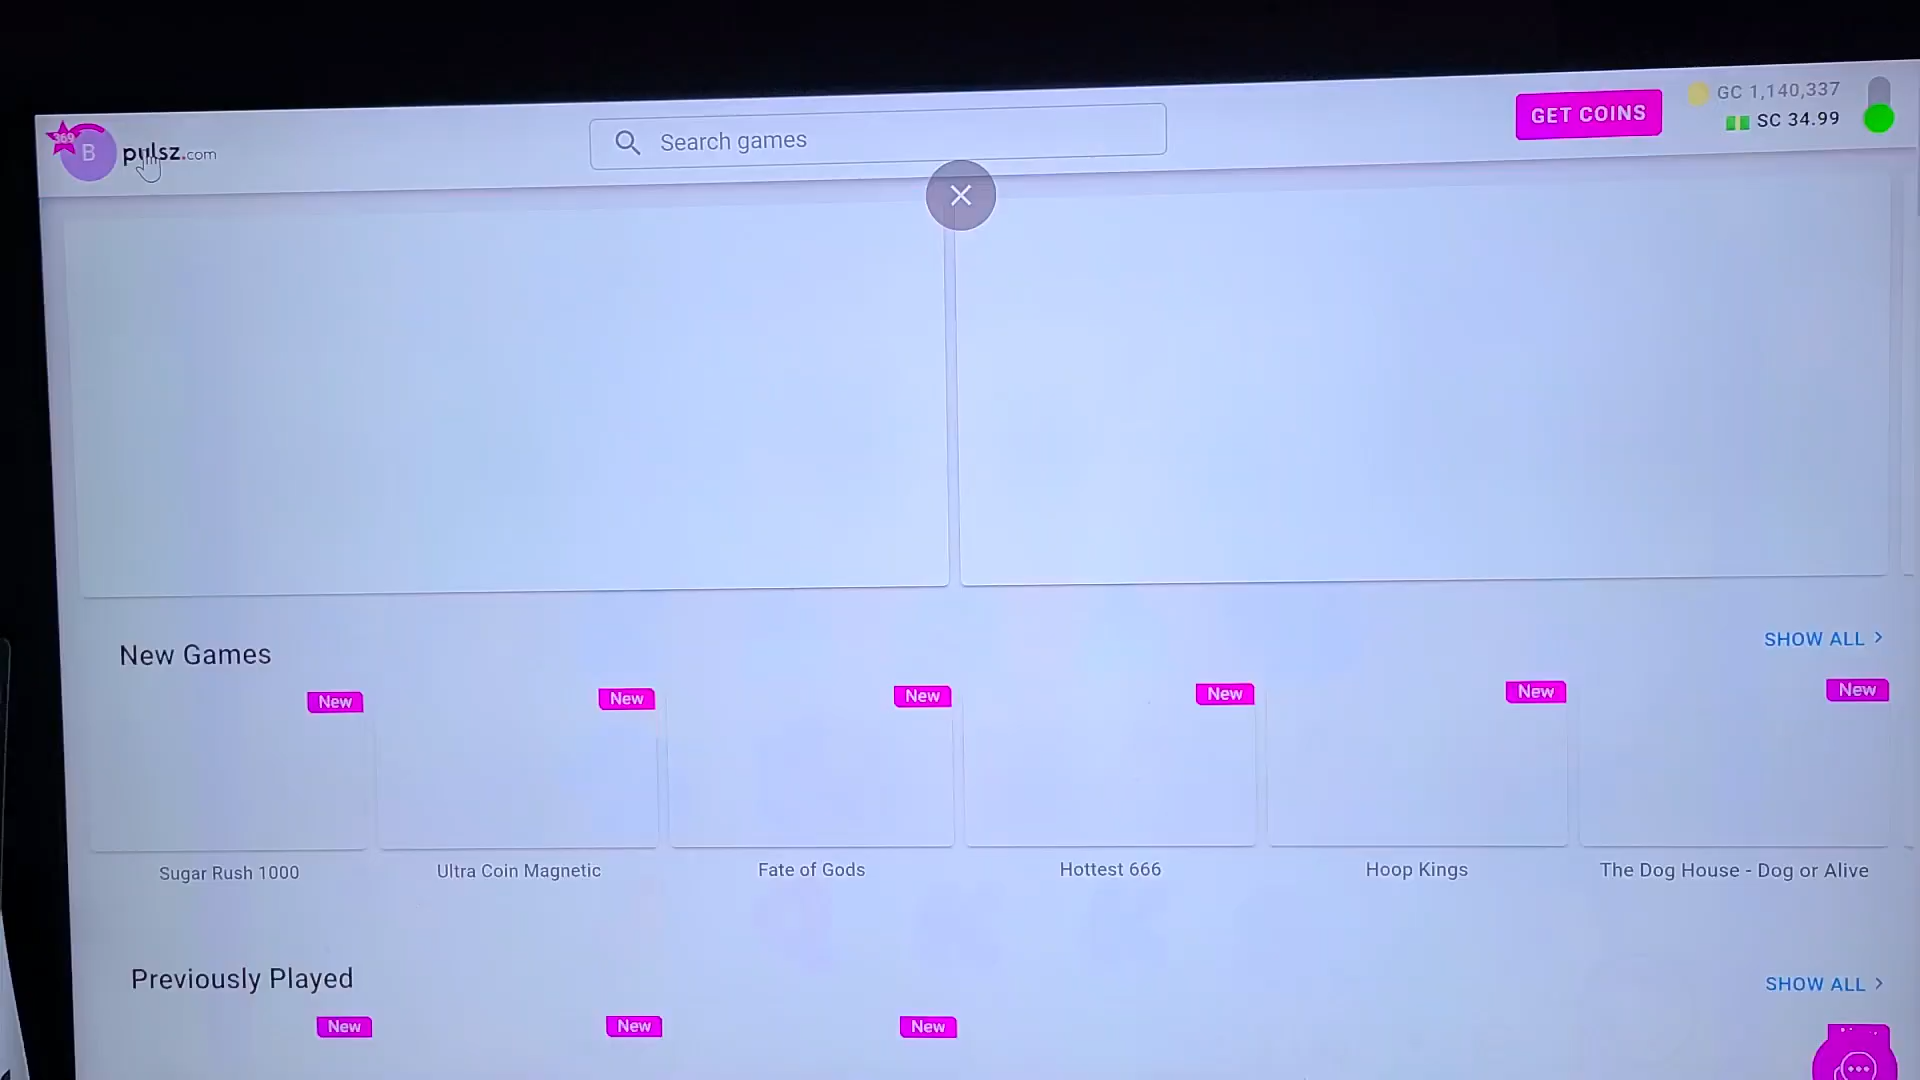 369
B
pulsz.com
Search games
GET COINS
GC 1,140,337
SC 34.99
New Games
SHOW ALL
New
New
New
New
New
New
Sugar Rush 1000
Ultra Coin Magnetic
Fate of Gods
Hottest 666
Hoop Kings
The Dog House - Dog or Alive
Previously Played
SHOW ALL
New
New
New